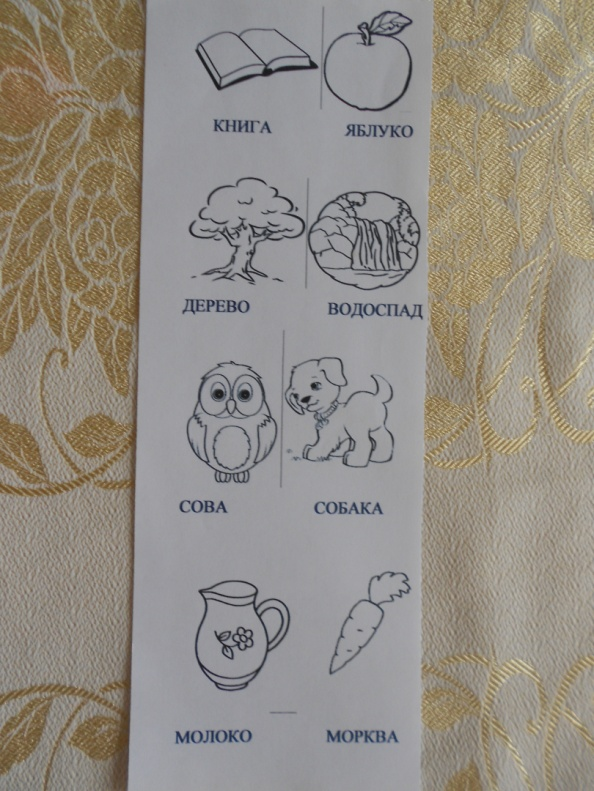 КНИГА ЯБЛУКО
ДЕРЕВО ВОДОСПАД
СОВА СОБАКА
МОЛОКО МОРКВА